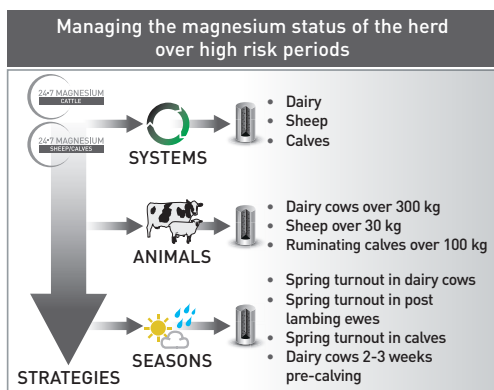 Managing the magnesium status of the herd
over high risk periods
24•7 MAGNESIUM
CATTLE
24•7 MAGNESIUM
SHEEP/CALVES
SYSTEMS
• Dairy
• Sheep
• Calves
ANIMALS
• Dairy cows over 300 kg
• Sheep over 30 kg
• Ruminating calves over 100 kg
SEASONS
• Spring turnout in dairy cows
• Spring turnout in post
lambing ewes
• Spring turnout in calves
• Dairy cows 2-3 weeks
pre-calving
STRATEGIES